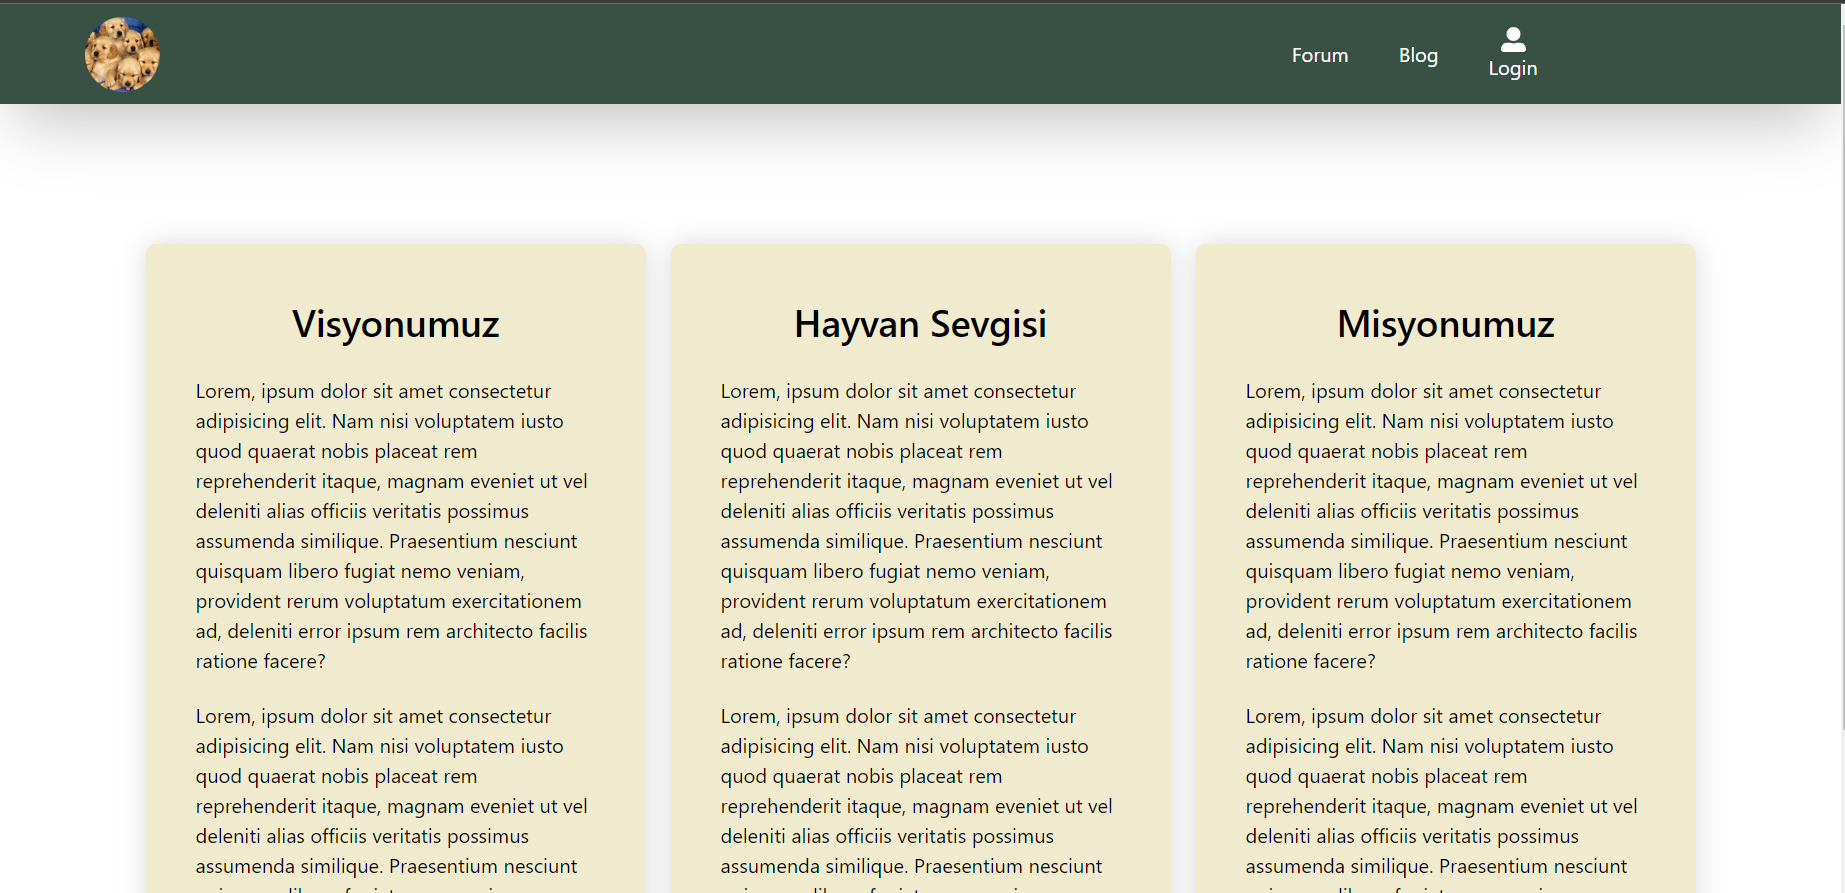 Forum
Blog
Login
Visyonumuz
Lorem, ipsum dolor sit amet consectetur
adipisicing elit. Nam nisi voluptatem iusto
quod quaerat nobis placeat rem
reprehenderit itaque, magnam eveniet ut vel
deleniti alias officiis veritatis possimus
assumenda similique. Praesentium nesciunt
quisquam libero fugiat nemo veniam,
provident rerum voluptatum exercitationem
ad, deleniti error ipsum rem architecto facilis
ratione facere?
Lorem, ipsum dolor sit amet consectetur
adipisicing elit. Nam nisi voluptatem iusto
quod quaerat nobis placeat rem
reprehenderit itaque, magnam eveniet ut vel
deleniti alias officiis veritatis possimus
assumenda similique. Praesentium nesciunt
Hayvan Sevgisi
Lorem, ipsum dolor sit amet consectetur
adipisicing elit. Nam nisi voluptatem iusto
quod quaerat nobis placeat rem
reprehenderit itaque, magnam eveniet ut vel
deleniti alias officiis veritatis possimus
assumenda similique. Praesentium nesciunt
quisquam libero fugiat nemo veniam,
provident rerum voluptatum exercitationem
ad, deleniti error ipsum rem architecto facilis
ratione facere?
Lorem, ipsum dolor sit amet consectetur
adipisicing elit. Nam nisi voluptatem iusto
quod quaerat nobis placeat rem
reprehenderit itaque, magnam eveniet ut vel
deleniti alias officiis veritatis possimus
assumenda similique. Praesentium nesciunt
Misyonumuz
Lorem, ipsum dolor sit amet consectetur
adipisicing elit. Nam nisi voluptatem iusto
quod quaerat nobis placeat rem
reprehenderit itaque, magnam eveniet ut vel
deleniti alias officiis veritatis possimus
assumenda similique. Praesentium nesciunt
quisquam libero fugiat nemo veniam,
provident rerum voluptatum exercitationem
ad, deleniti error ipsum rem architecto facilis
ratione facere?
Lorem, ipsum dolor sit amet consectetur
adipisicing elit. Nam nisi voluptatem iusto
quod quaerat nobis placeat rem
reprehenderit itaque, magnam eveniet ut vel
deleniti alias officiis veritatis possimus
assumenda similique. Praesentium nesciunt